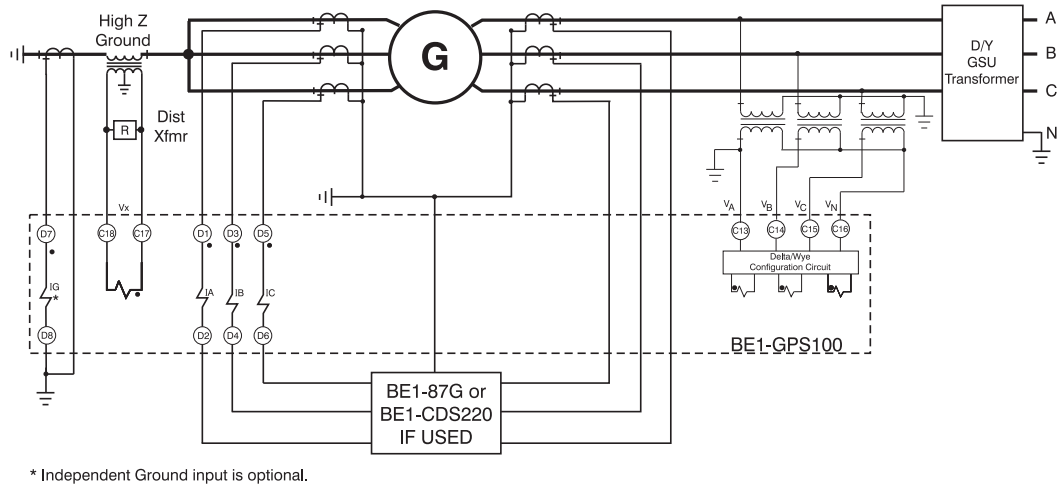 High Z
Ground
G
D/Y
GSU
Transformer
A
B
C
N
R
Dist
Xfmr
Vx
VA
VB
VC
VN
D7
C18
C17
D1
D3
D5
C13
C14
C15
C16
Delta/Wye
Configuration Circuit
IG
*
IA
IB
IC
D8
D2
D4
D6
BE1-GPS100
BE1-87G or
BE1-CDS220
IF USED
* Independent Ground input is optional.